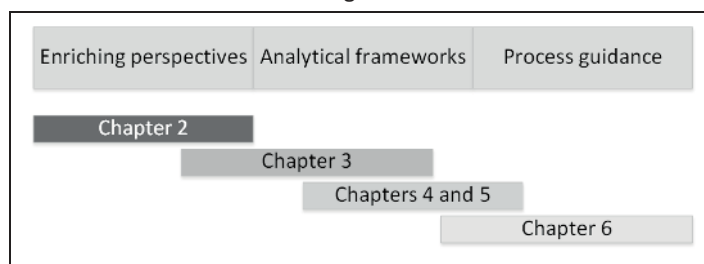 Enriching perspectives Analytical frameworks Process guidance
Chapter 2
Chapter 3
Chapters 4 and 5
Chapter 6